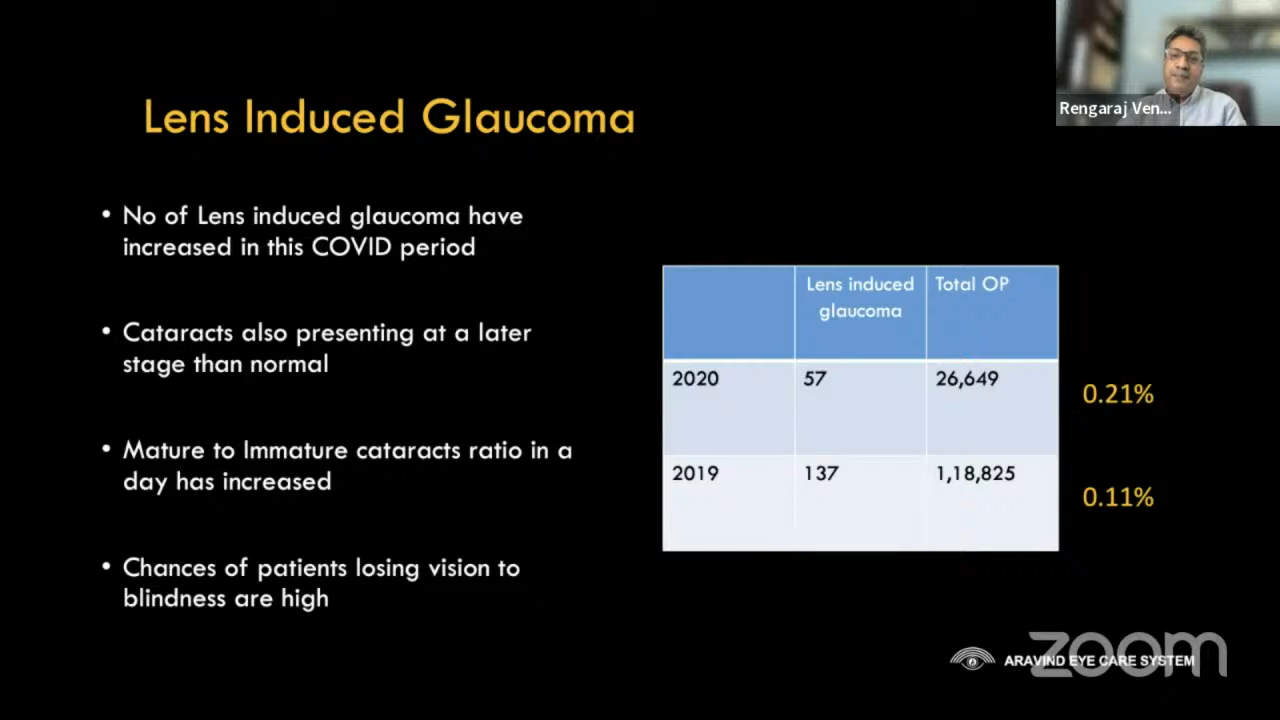 Rengaraj Ven...
Lens Induced Glaucoma
• No of Lens induced glaucoma have
increased in this COVID period
• Cataracts also presenting at a later
stage than normal
• Mature to Immature cataracts ratio in a
day has increased
• Chances of patients losing vision to
blindness are high
Lens induced glaucoma Total OP
2020 57 26,649 0.21%
2019 137 1,18,825 0.11%
ARAVIND EYE CARE SYSTEM
zoom